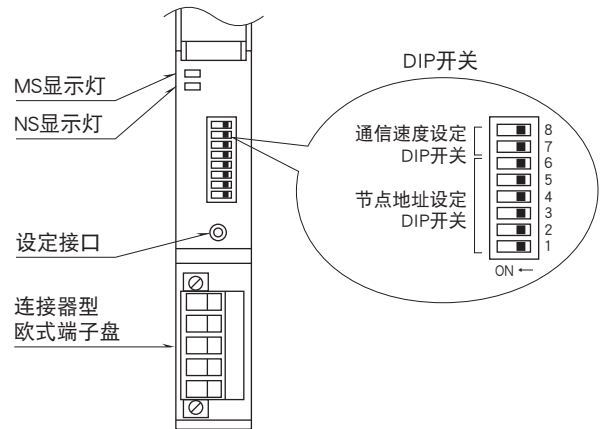 MS显示灯
NS显示灯
设定接口
连接器型
欧式端子盘
DIP开关
通信速度设定
DIP开关
节点地址设定
DIP开关
8
7
6
5
4
3
2
1
ON ←